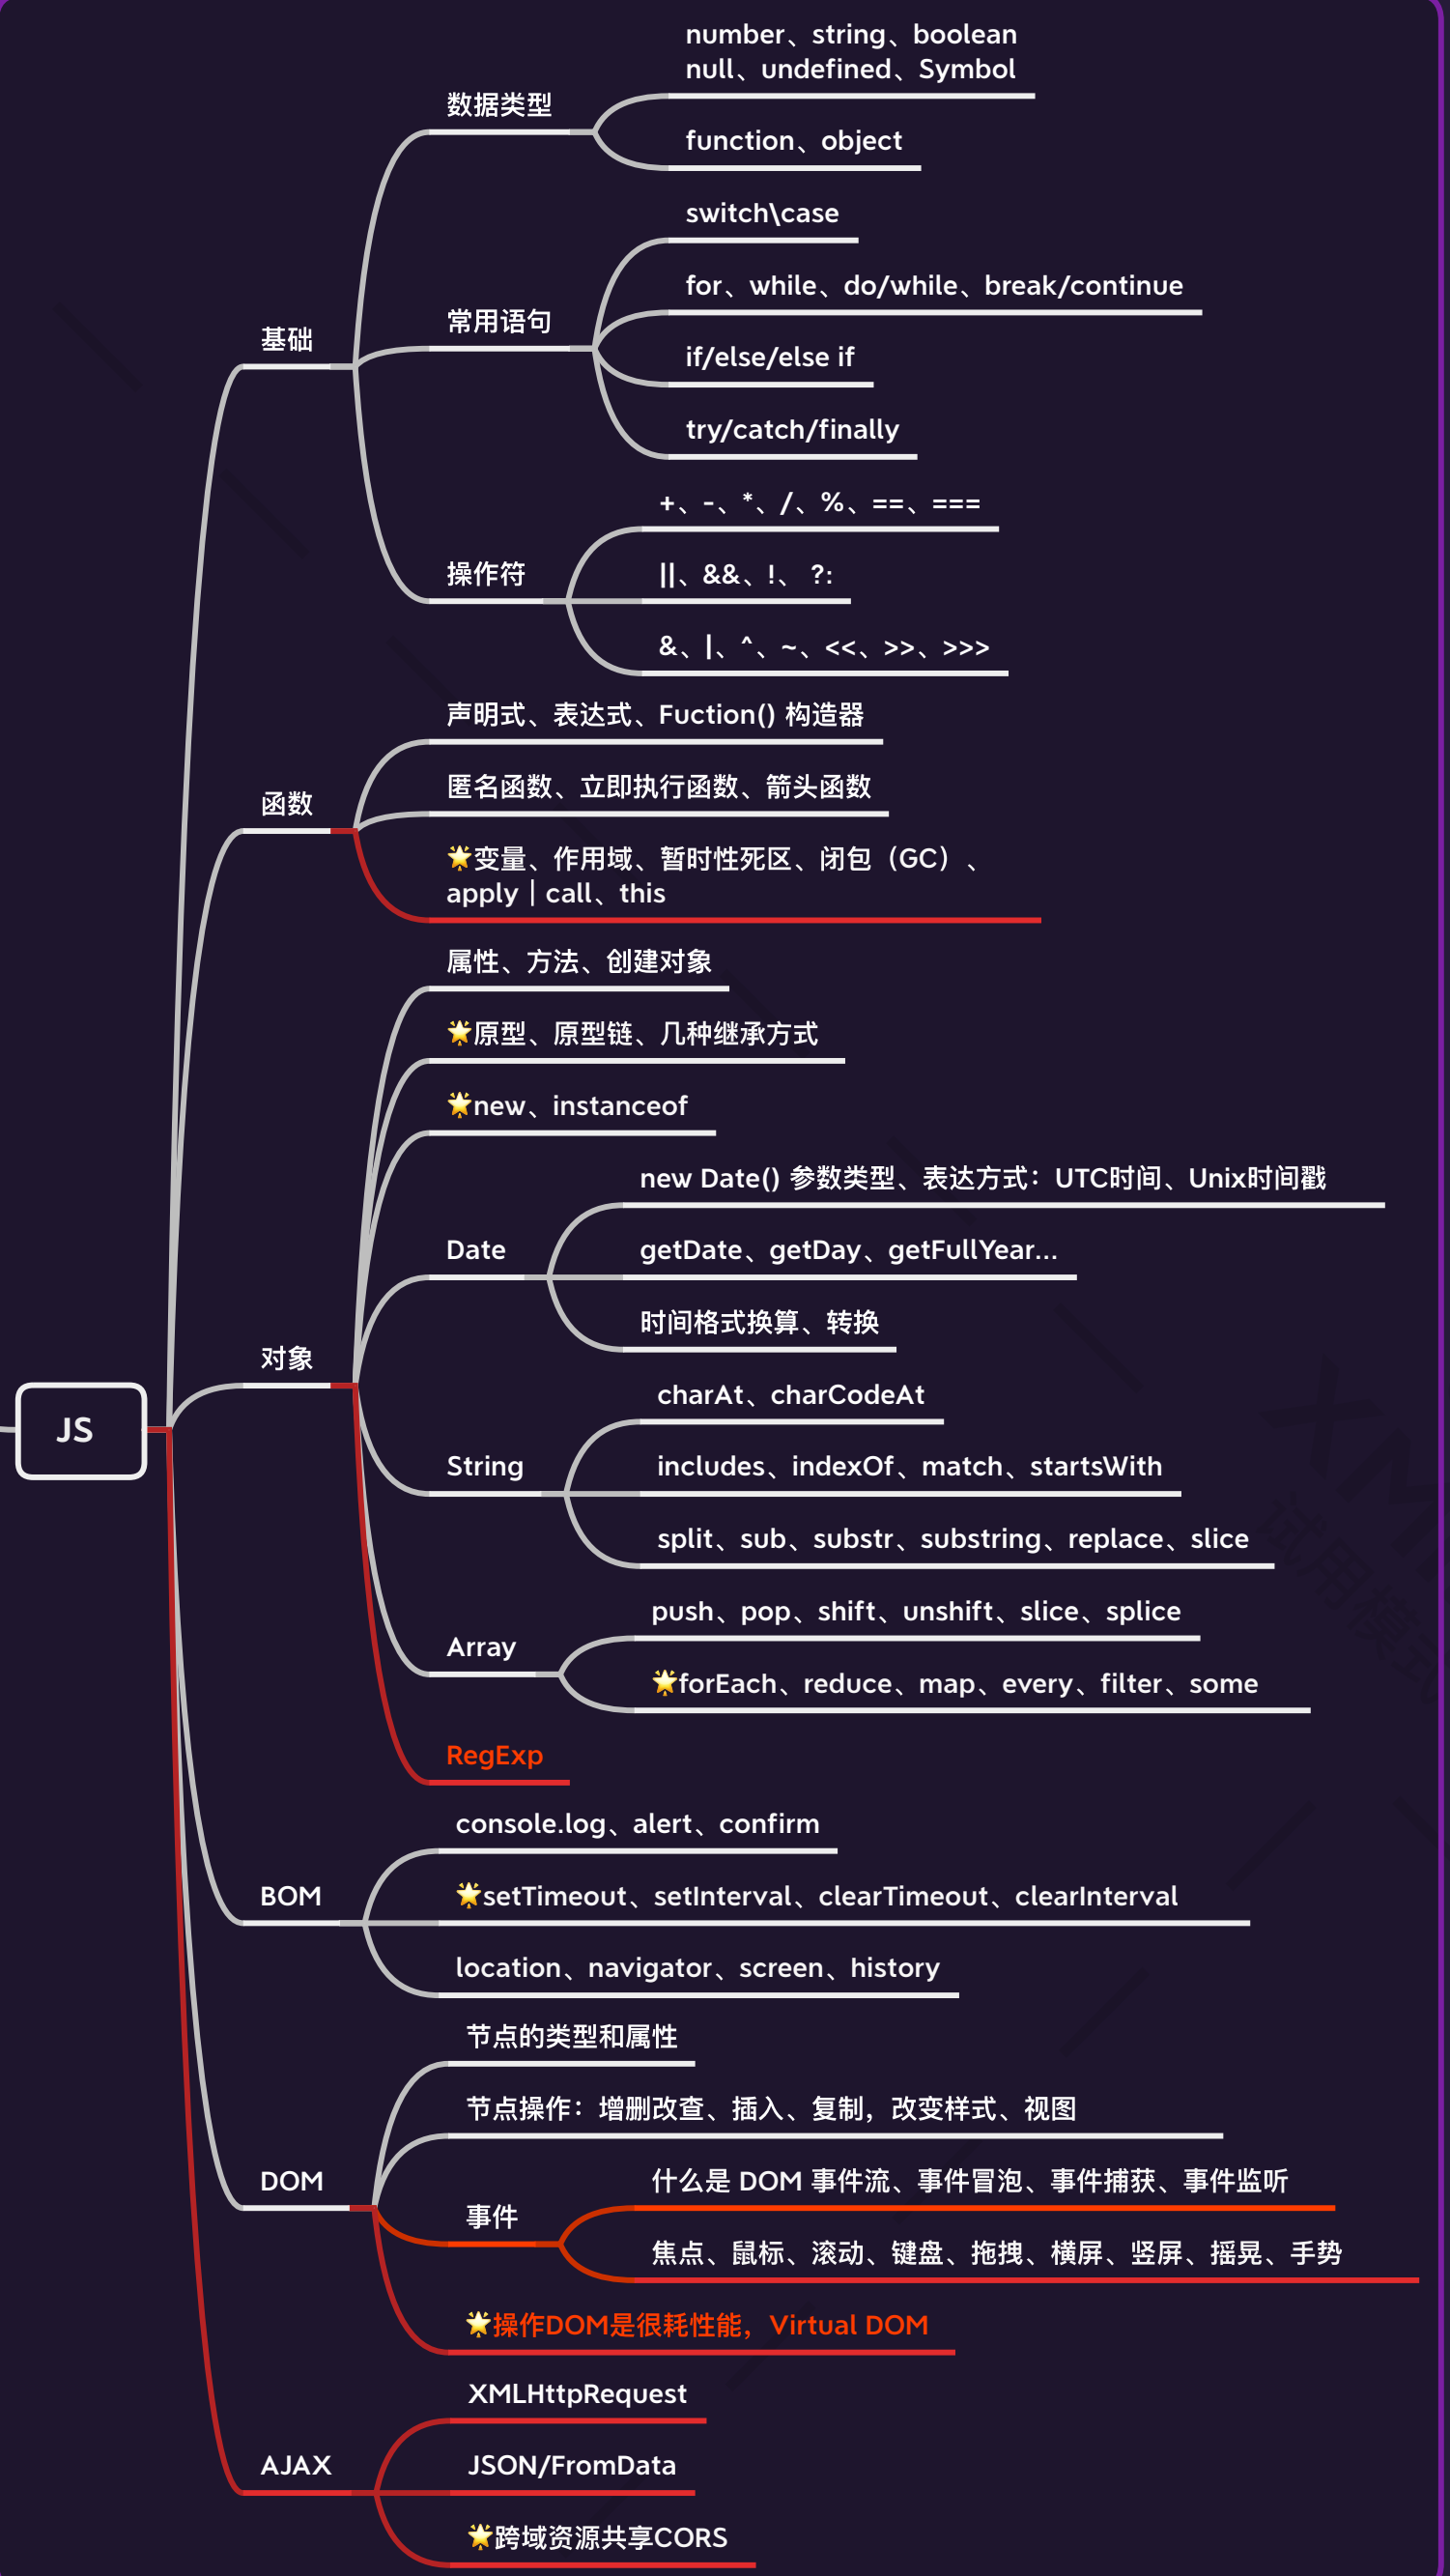 number、string、boolean
null、undefined、Symbol
数据类型
function、object
switch\case
for、while、do/while、break/continue
常用语句
基础
if/else/else if
try/catch/finally
+、-、*、/、%、==、===
操作符
||、&&、!、 ?:
&、|、^、~、<<、>>、>>>
声明式、表达式、Fuction() 构造器
匿名函数、立即执行函数、箭头函数
函数
🌟变量、作用域、暂时性死区、闭包（GC）、
apply｜call、this
属性、方法、创建对象
🌟原型、原型链、几种继承方式
🌟new、instanceof
new Date() 参数类型、表达方式：UTC时间、Unix时间戳
Date
getDate、getDay、getFullYear...
时间格式换算、转换
对象
JS
charAt、charCodeAt
String
includes、indexOf、match、startsWith
split、sub、substr、substring、replace、slice
push、pop、shift、unshift、slice、splice
Array
🌟forEach、reduce、map、every、filter、some
RegExp
console.log、alert、confirm
BOM
🌟setTimeout、setInterval、clearTimeout、clearInterval
location、navigator、screen、history
节点的类型和属性
节点操作：增删改查、插入、复制，改变样式、视图
DOM
什么是 DOM 事件流、事件冒泡、事件捕获、事件监听
事件
焦点、鼠标、滚动、键盘、拖拽、横屏、竖屏、摇晃、手势
🌟操作DOM是很耗性能，Virtual DOM
XMLHttpRequest
AJAX
JSON/FromData
🌟跨域资源共享CORS